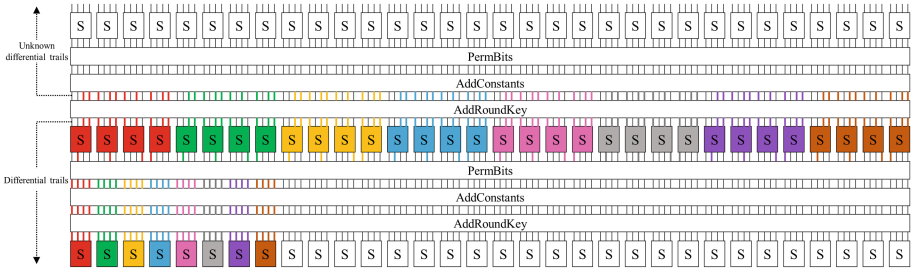 S S S S S S S S S S S S S S S S S S S S S S S S S S S S S S S S
Unknown
differential trails
PermBits
AddConstants
AddRoundKey
S S S S S S S S S S S S S S S S S S S S S S S S S S S S S S S S
Differential trails
PermBits
AddConstants
AddRoundKey
S S S S S S S S S S S S S S S S S S S S S S S S S S S S S S S S